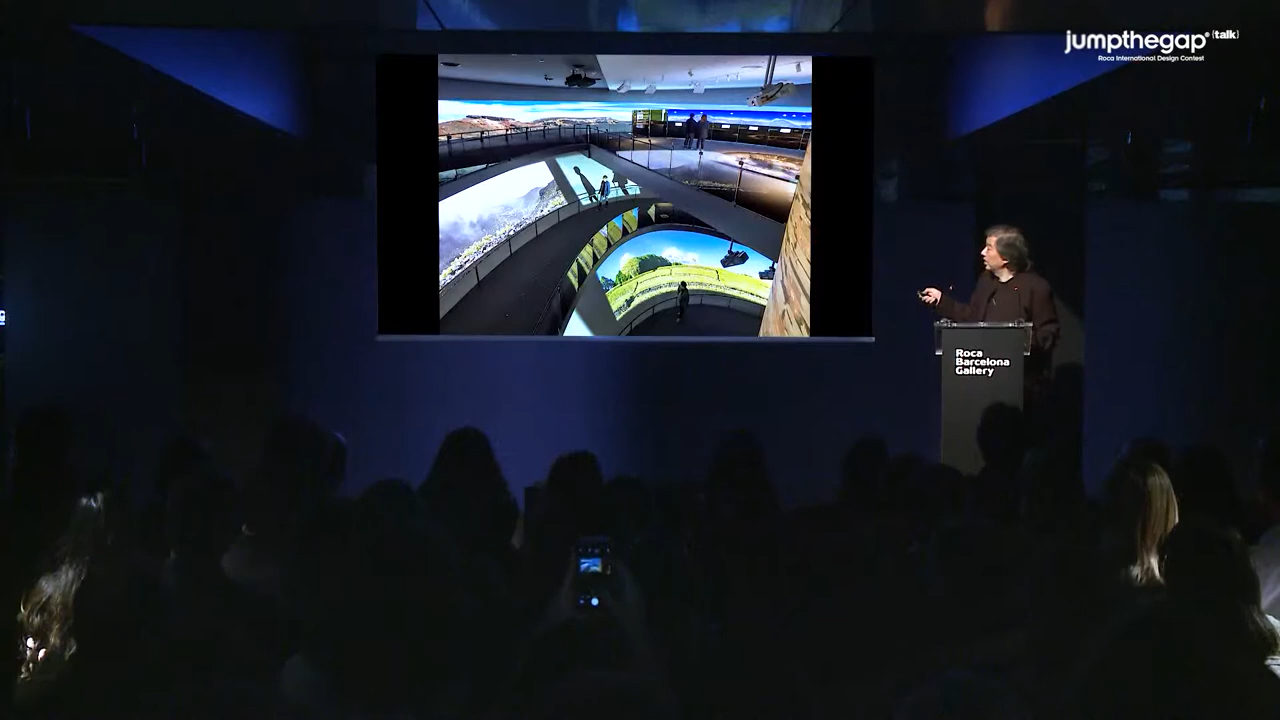 jumpthegap® {talk}
Roca International Design Contest
Roca
Barcelona
Gallery